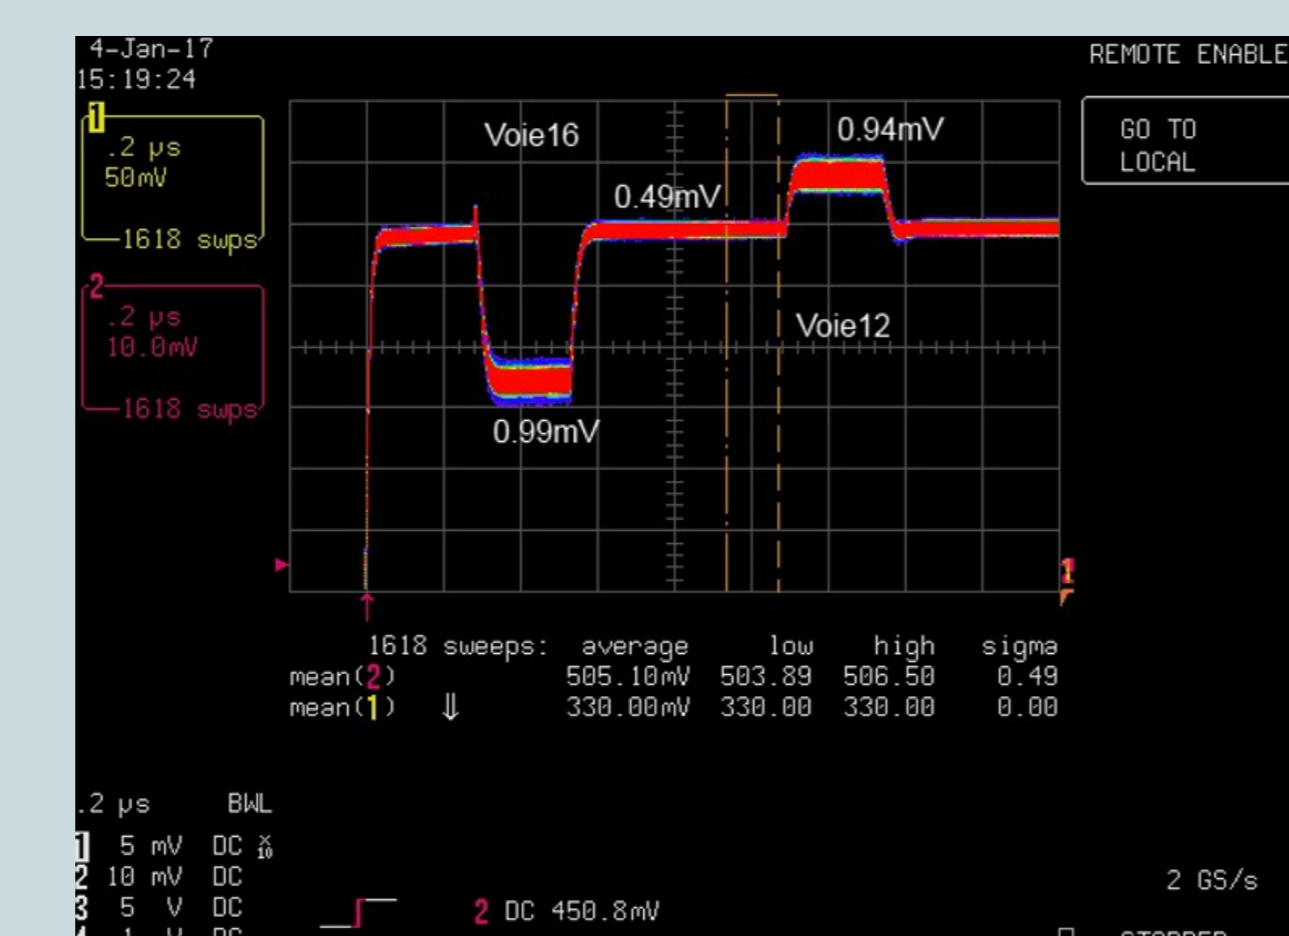 4-Jan-17
15:19:24
REMOTE ENABLE
1
.2 µs
50mV
1618 swps
2
.2 µs
10.0mV
1618 swps
GO TO
LOCAL
Voie16
0.94mV
0.49mV
Voie12
0.99mV
1
1618 sweeps: average low high sigma
mean(2) 505.10mV 503.89 506.50 0.49
mean(1) ⇓ 330.00mV 330.00 330.00 0.00
.2 µs BWL
1 5 mV DC x10
2 10 mV DC
3 5 V DC
2 DC 450.8mV
2 GS/s
STOPPED